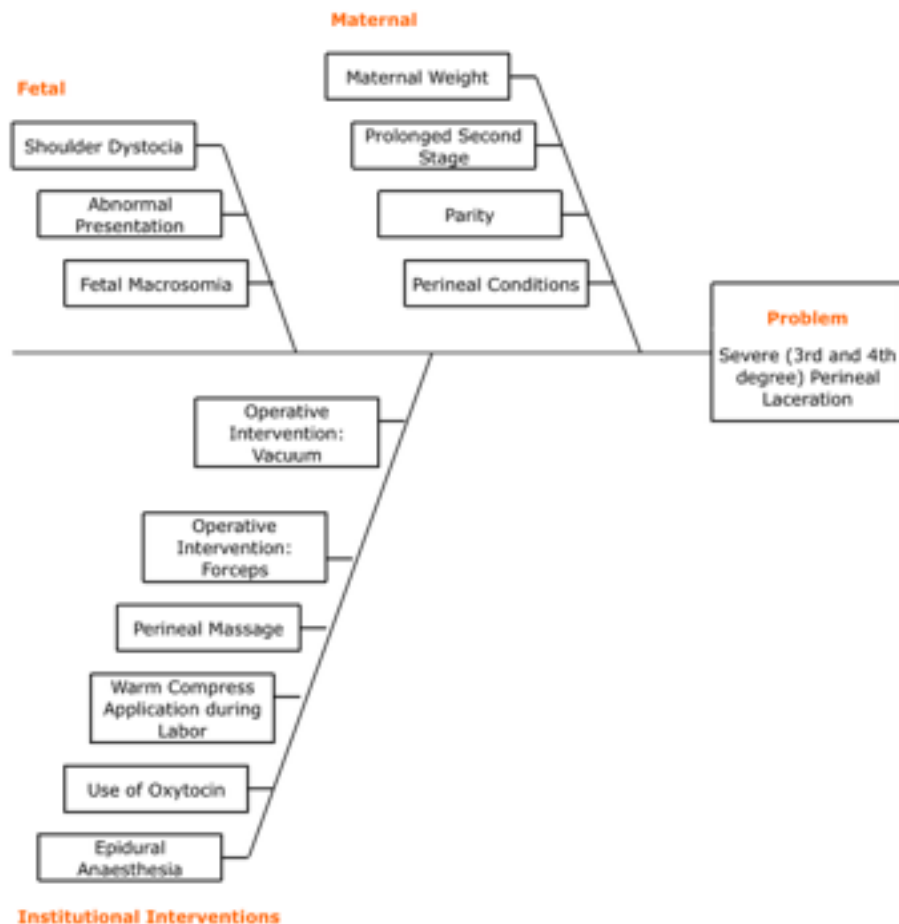 Maternal
Maternal Weight
Prolonged Second
Stage
Parity
Perineal Conditions
Fetal
Shoulder Dystocia
Abnormal
Presentation
Fetal Macrosomia
Problem
Severe (3rd and 4th
degree) Perineal
Laceration
Operative
Intervention:
Vacuum
Operative
Intervention:
Forceps
Perineal Massage
Warm Compress
Application during
Labor
Use of Oxytocin
Epidural
Anaesthesia
Institutional Interventions